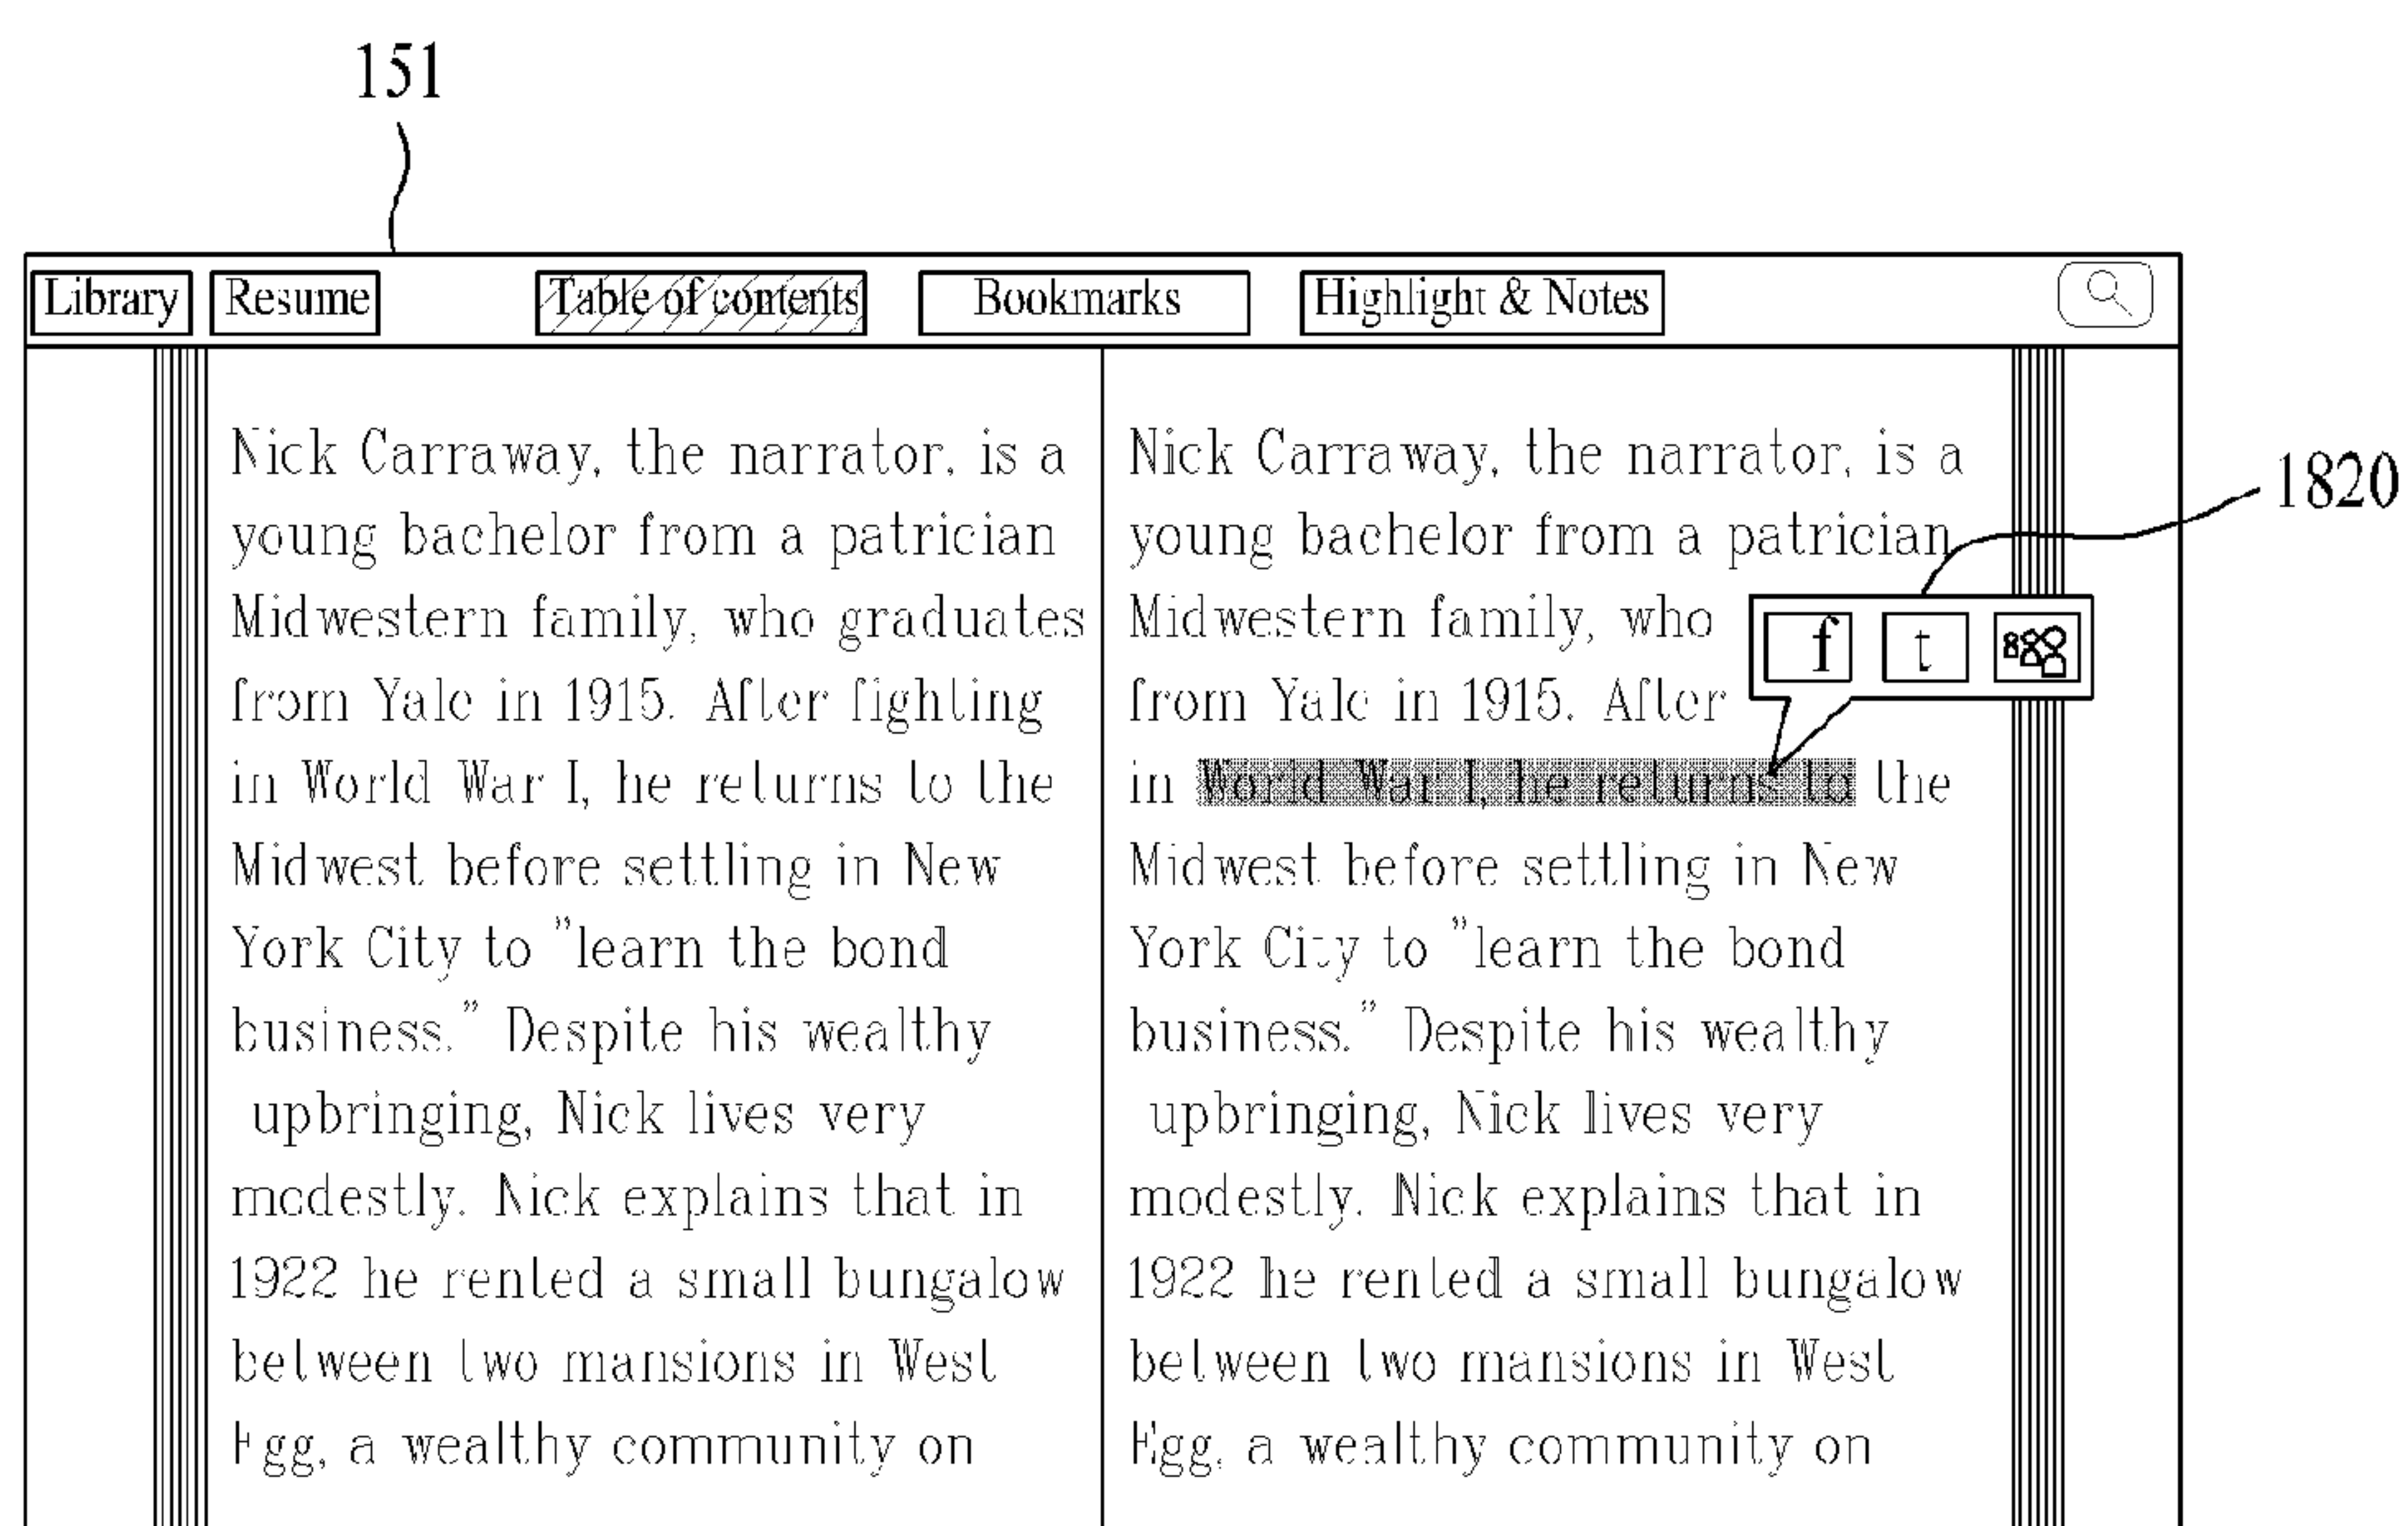 151
Library Resume Table of contents Bookmarks Highlight & Notes
Nick Carraway, the narrator, is a
young bachelor from a patrician
Midwestern family, who graduates
from Yale in 1915. After fighting
in World War I, he returns to the
Midwest before settling in New
York City to "learn the bond
business." Despite his wealthy
upbringing, Nick lives very
modestly. Nick explains that in
1922 he rented a small bungalow
between two mansions in West
Egg, a wealthy community on
Nick Carraway, the narrator, is a
young bachelor from a patrician
Midwestern family, who
from Yale in 1915. After
in World War I, he returns to the
Midwest before settling in New
York City to "learn the bond
business." Despite his wealthy
upbringing, Nick lives very
modestly. Nick explains that in
1922 he rented a small bungalow
between two mansions in West
Egg, a wealthy community on
f t
1820